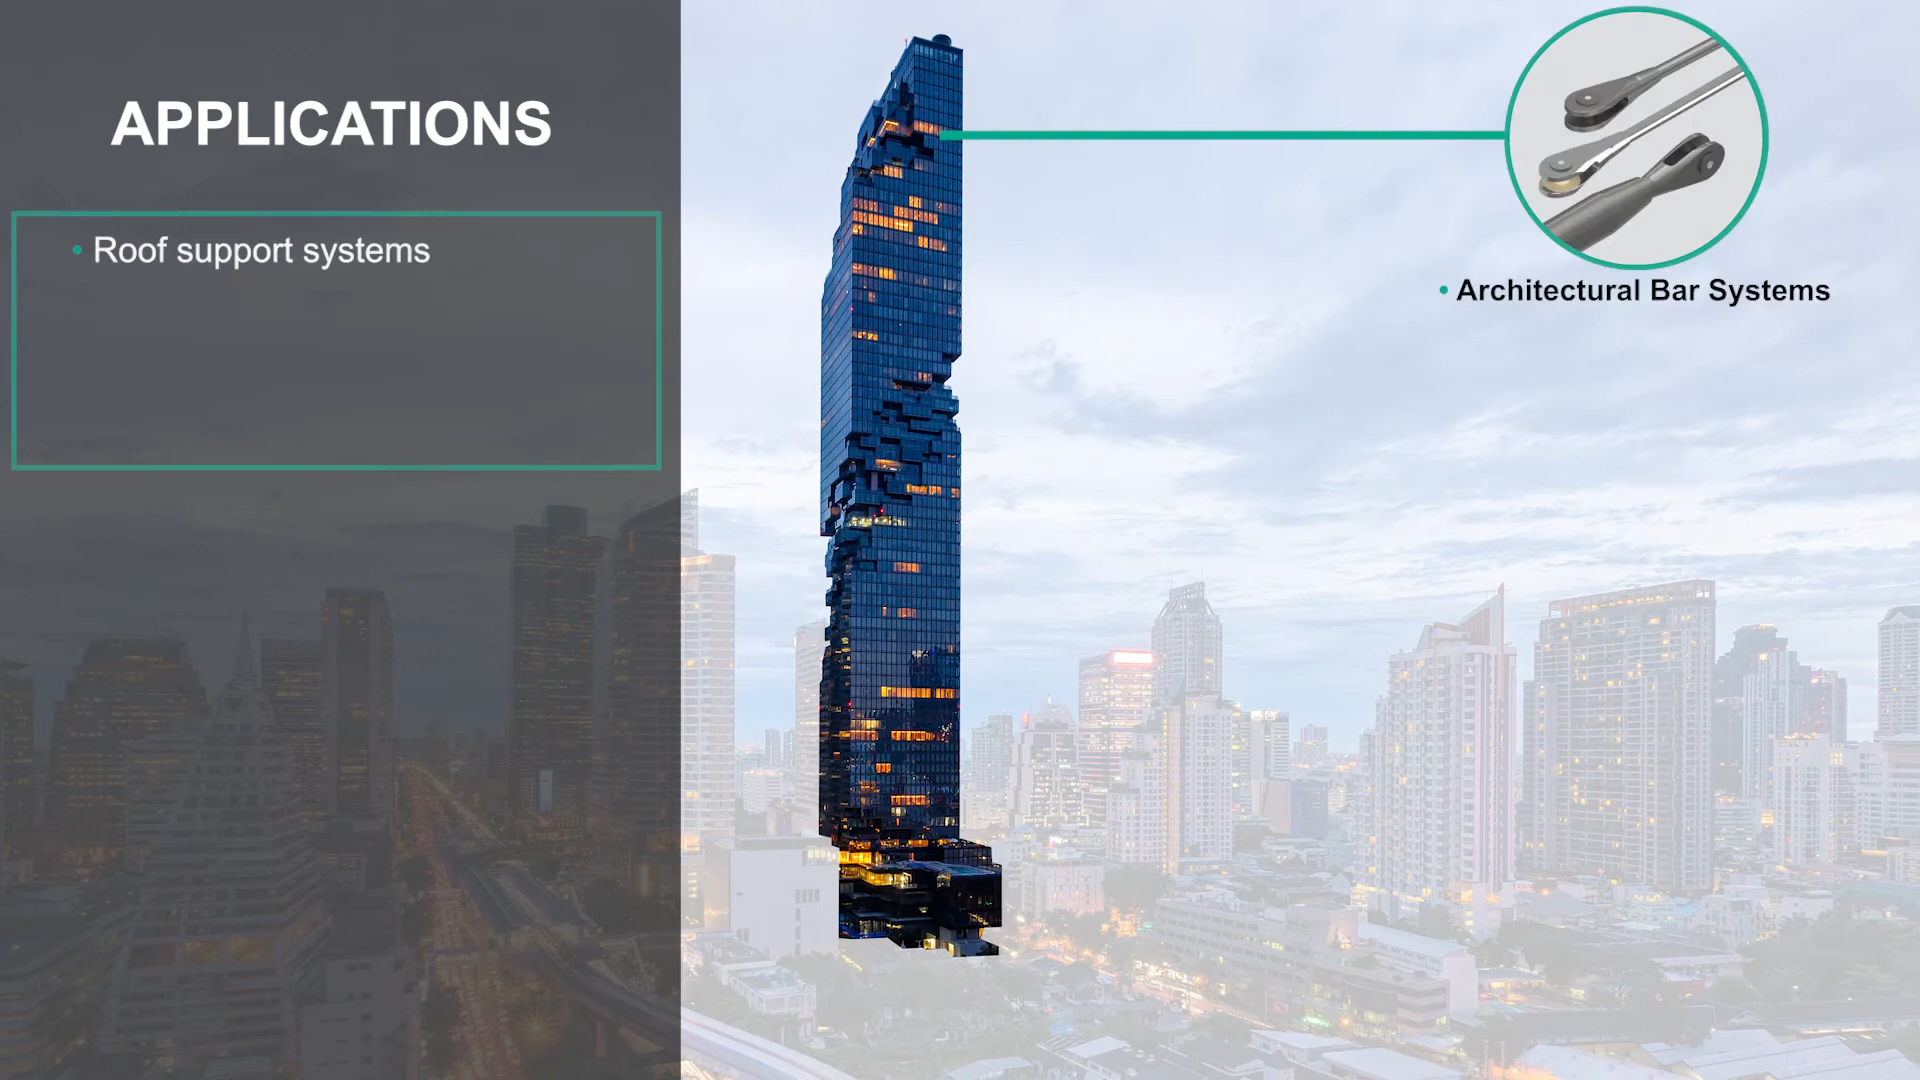 APPLICATIONS
• Roof support systems
• Architectural Bar Systems